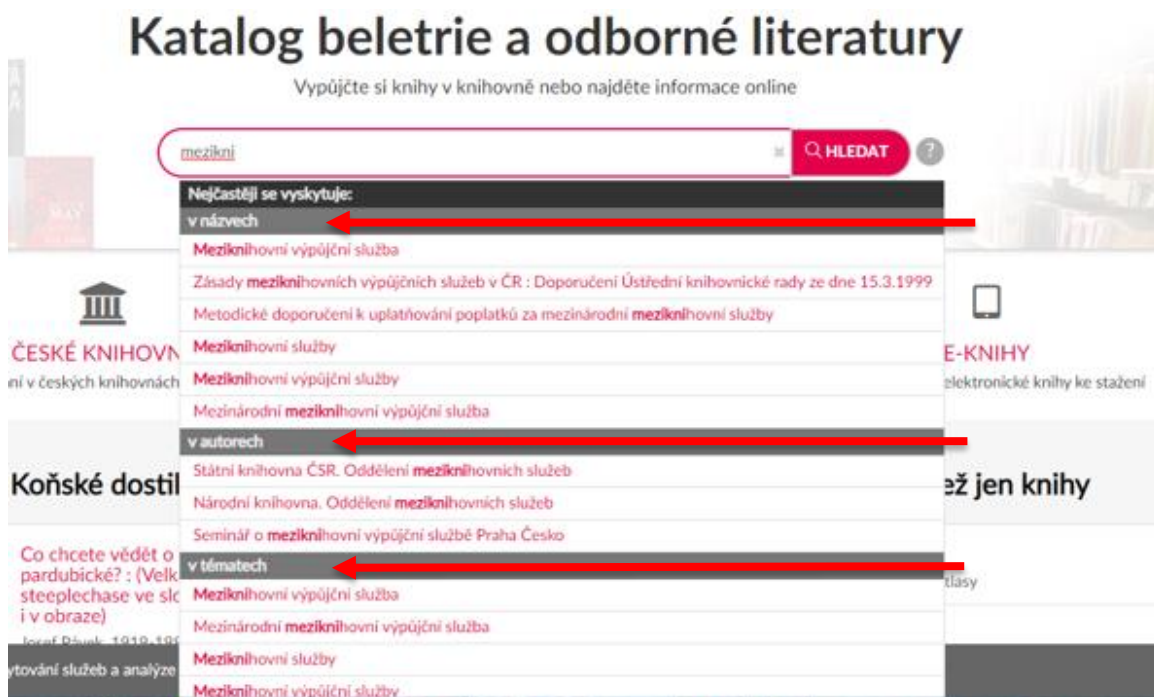 Katalog beletrie a odborné literatury
Vypůjčte si knihy v knihovně nebo najděte informace online
mezikni
HLEDAT
?
Nejčastěji se vyskytuje:
v názvech
Meziknihovní výpůjční služba
Zásady meziknihovních výpůjčních služeb v ČR : Doporučení Ústřední knihovnické rady ze dne 15.3.1999
Metodické doporučení k uplatňování poplatků za mezinárodní meziknihovní služby
Meziknihovní služby
Meziknihovní výpůjční služby
Mezinárodní meziknihovní výpůjční služba
v autorech
Státní knihovna ČSR. Oddělení meziknihovních služeb
Národní knihovna. Oddělení meziknihovních služeb
Seminář o meziknihovní výpůjční službě Praha Česko
v tématech
Meziknihovní výpůjční služba
Mezinárodní meziknihovní výpůjční služba
Meziknihovní služby
Meziknihovní výpůjční služby
ČESKÉ KNIHOVN
ní v českých knihovnách
E-KNIHY
elektronické knihy ke stažení
Koňské dostil
ež jen knihy
Co chcete vědět o
pardubické? : (Velk
steeplechase ve slo
i v obraze)
tlasy
ytování služeb a analýze